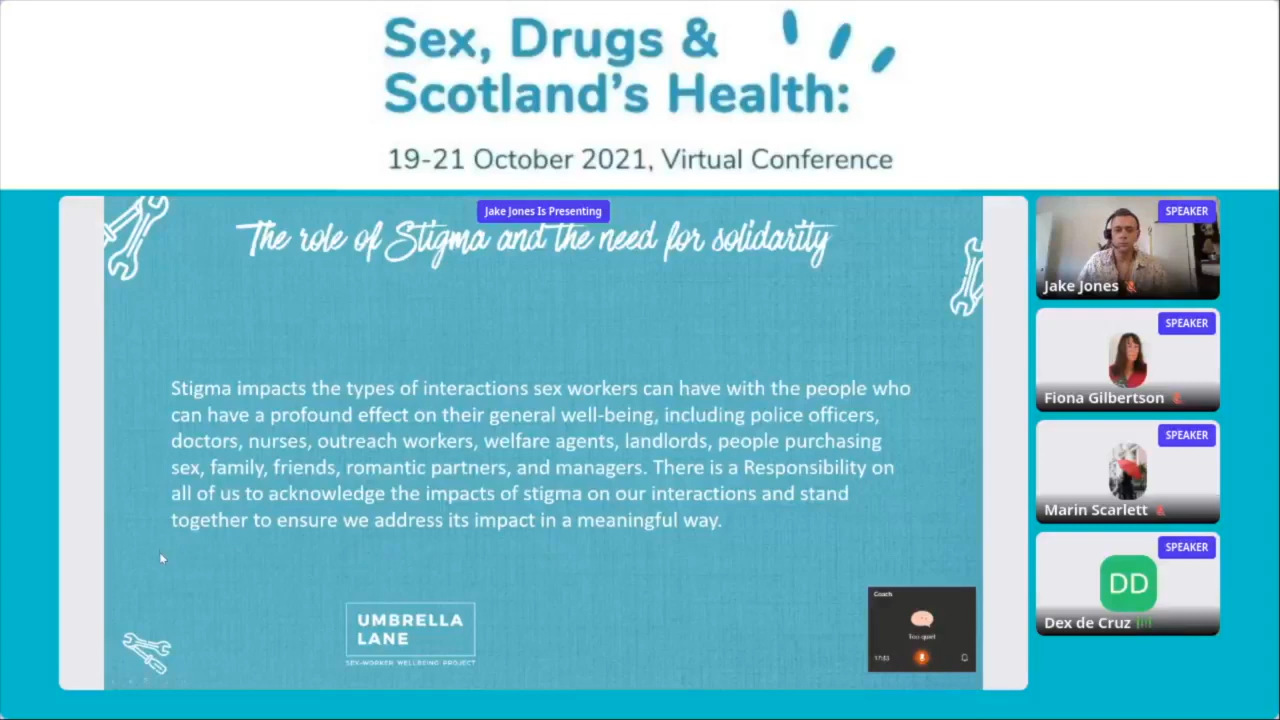 Sex, Drugs &
Scotland's Health:
19-21 October 2021, Virtual Conference
Jake Jones Is Presenting
The role of Stigma and the need for solidarity
Stigma impacts the types of interactions sex workers can have with the people who
can have a profound effect on their general well-being, including police officers,
doctors, nurses, outreach workers, welfare agents, landlords, people purchasing
sex, family, friends, romantic partners, and managers. There is a Responsibility on
all of us to acknowledge the impacts of stigma on our interactions and stand
together to ensure we address its impact in a meaningful way.
UMBRELLA
LANE
SEX-WORKER WELLBEING PROJECT
Coach
Too quiet
SPEAKER
Jake Jones
SPEAKER
Fiona Gilbertson
SPEAKER
Marin Scarlett
SPEAKER
DD
Dex de Cruz